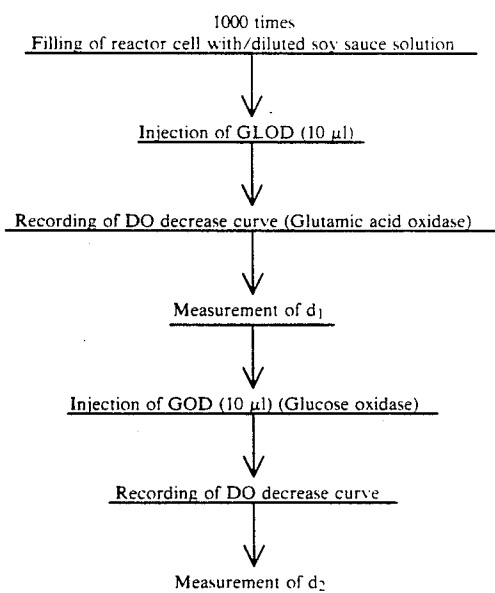 1000 times
Filling of reactor cell with/diluted soy sauce solution
Injection of GLOD (10 µl)
Recording of DO decrease curve (Glutamic acid oxidase)
Measurement of d₁
Injection of GOD (10 µl) (Glucose oxidase)
Recording of DO decrease curve
Measurement of d₂